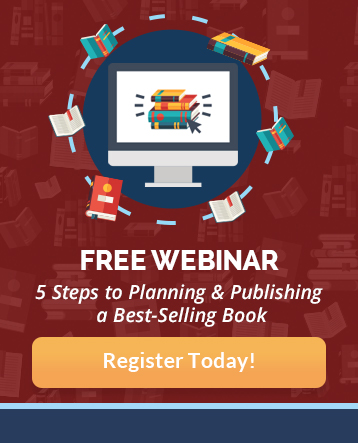 FREE WEBINAR
5 Steps to Planning & Publishing
a Best-Selling Book
Register Today!